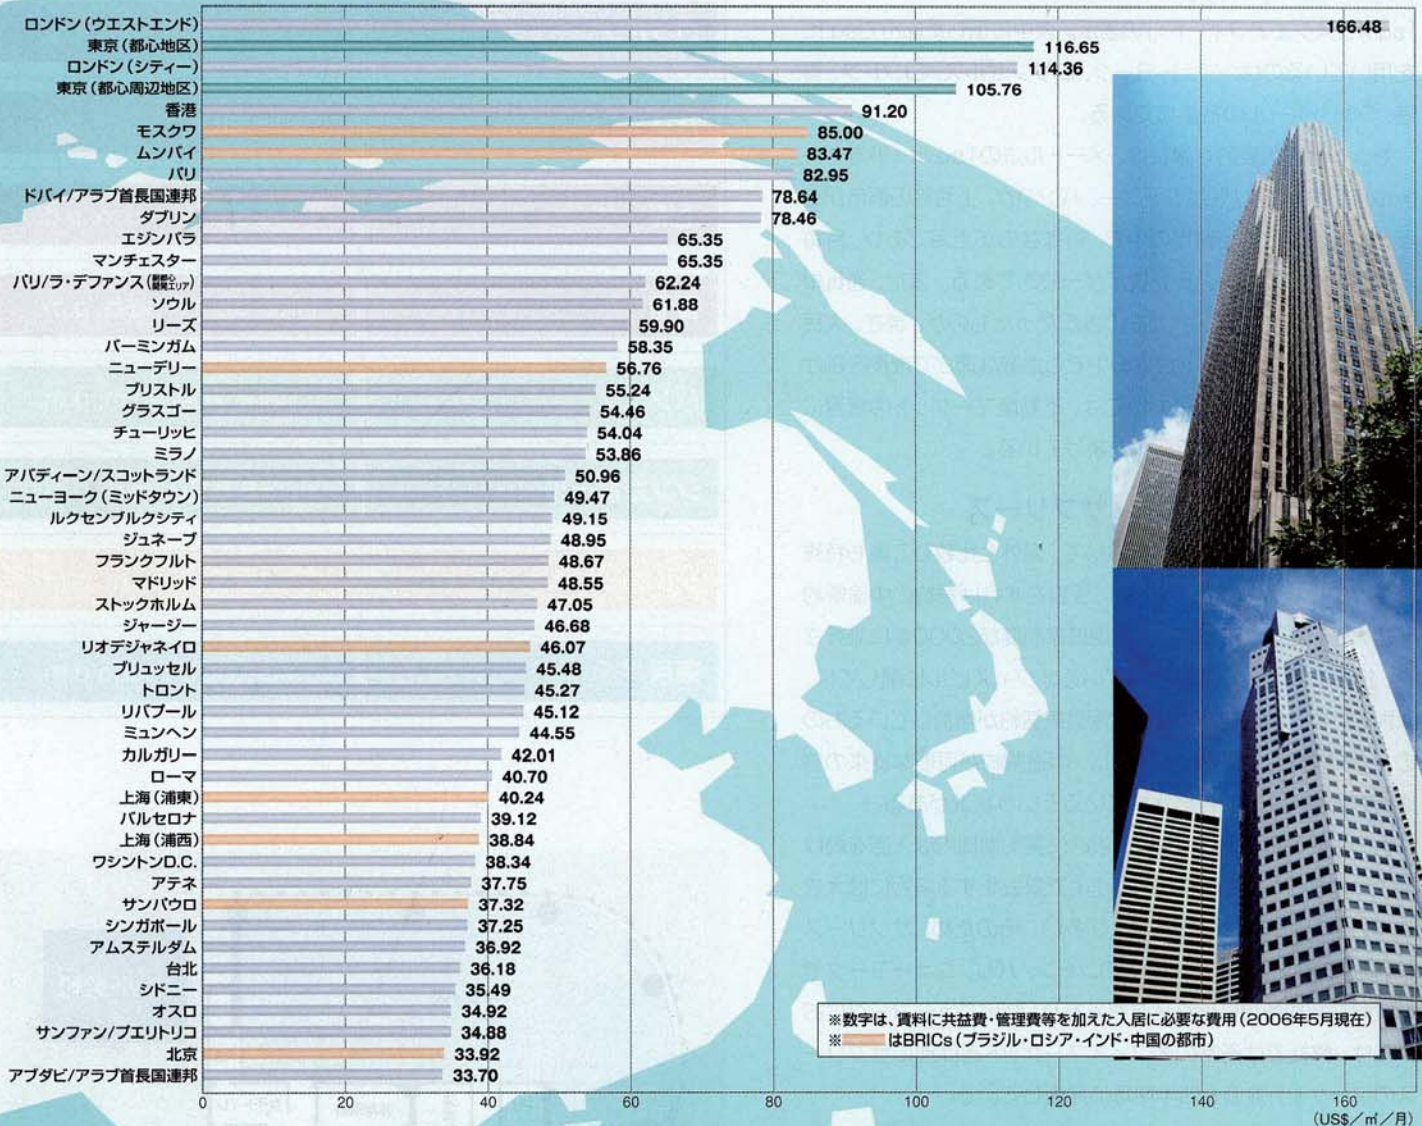 ロンドン(ウエストエンド) 166.48
東京(都心地区) 116.65
ロンドン(シティー) 114.36
東京(都心周辺地区) 105.76
香港 91.20
モスクワ 85.00
ムンバイ 83.47
パリ 82.95
ドバイ/アラブ首長国連邦 78.64
ダブリン 78.46
エジンバラ 65.35
マンチェスター 65.35
パリ/ラ・デファンス(副都心開発エリア) 62.24
ソウル 61.88
リーズ 59.90
バーミンガム 58.35
ニューデリー 56.76
ブリストル 55.24
グラスゴー 54.46
チューリッヒ 54.04
ミラノ 53.86
アバディーン/スコットランド 50.96
ニューヨーク(ミッドタウン) 49.47
ルクセンブルクシティ 49.15
ジュネーブ 48.95
フランクフルト 48.67
マドリッド 48.55
ストックホルム 47.05
ジャージー 46.68
リオデジャネイロ 46.07
ブリュッセル 45.48
トロント 45.27
リバプール 45.12
ミュンヘン 44.55
カルガリー 42.01
ローマ 40.70
上海(浦東) 40.24
バルセロナ 39.12
上海(浦西) 38.84
ワシントンD.C. 38.34
アテネ 37.75
サンパウロ 37.32
シンガポール 37.25
アムステルダム 36.92
台北 36.18
シドニー 35.49
オスロ 34.92
サンファン/プエリトリコ 34.88
北京 33.92
アブダビ/アラブ首長国連邦 33.70
0 20 40 60 80 100 120 140 160
(US$/㎡/月)
※数字は、賃料に共益費・管理費等を加えた入居に必要な費用(2006年5月現在)
※ はBRICs(ブラジル・ロシア・インド・中国の都市)